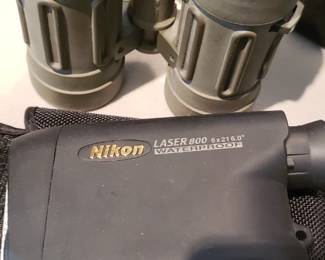 Nikon
LASER 800 6x21 6.0°
WATERPROOF